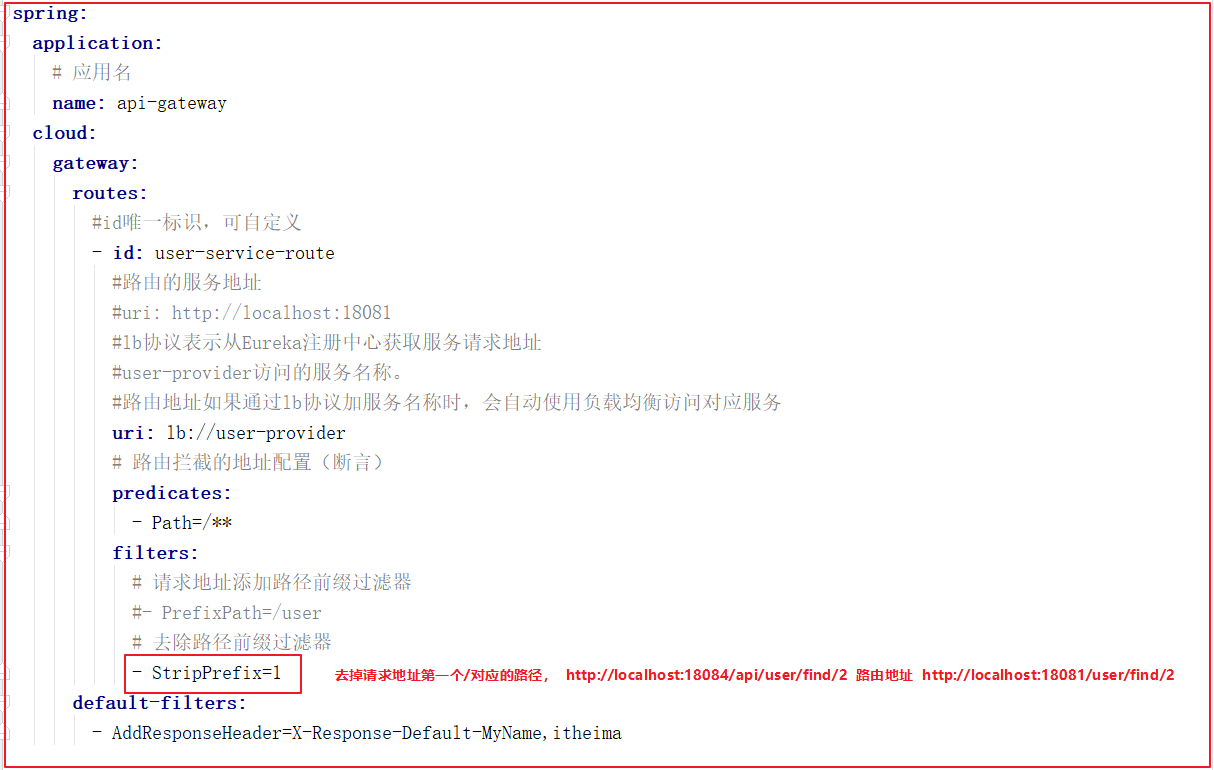 spring:
application:
# 应用名
name: api-gateway
cloud:
gateway:
routes:
#id唯一标识，可自定义
- id: user-service-route
#路由的服务地址
#uri: http://localhost:18081
#lb协议表示从Eureka注册中心获取服务请求地址
#user-provider访问的服务名称。
#路由地址如果通过lb协议加服务名称时，会自动使用负载均衡访问对应服务
uri: lb://user-provider
# 路由拦截的地址配置（断言）
predicates:
- Path=/**
filters:
# 请求地址添加路径前缀过滤器
#- PrefixPath=/user
# 去除路径前缀过滤器
- StripPrefix=1 去掉请求地址第一个/对应的路径， http://localhost:18084/api/user/find/2 路由地址 http://localhost:18081/user/find/2
default-filters:
- AddResponseHeader=X-Response-Default-MyName,itheima